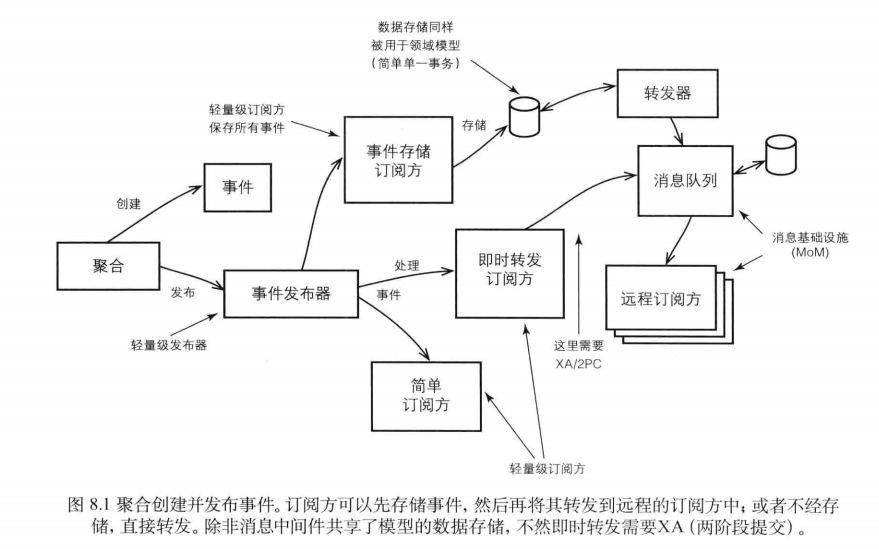 数据存储同样
被用于领域模型
(简单单一事务)
转发器
轻量级订阅方
保存所有事件
事件存储
订阅方
存储
消息队列
事件
创建
聚合
发布
事件发布器
处理
事件
即时转发
订阅方
消息基础设施
(MoM)
远程订阅方
轻量级发布器
这里需要
XA/2PC
简单
订阅方
轻量级订阅方
图 8.1 聚合创建并发布事件。订阅方可以先存储事件，然后再将其转发到远程的订阅方中；或者不经存
储，直接转发。除非消息中间件共享了模型的数据存储，不然即时转发需要XA（两阶段提交）。